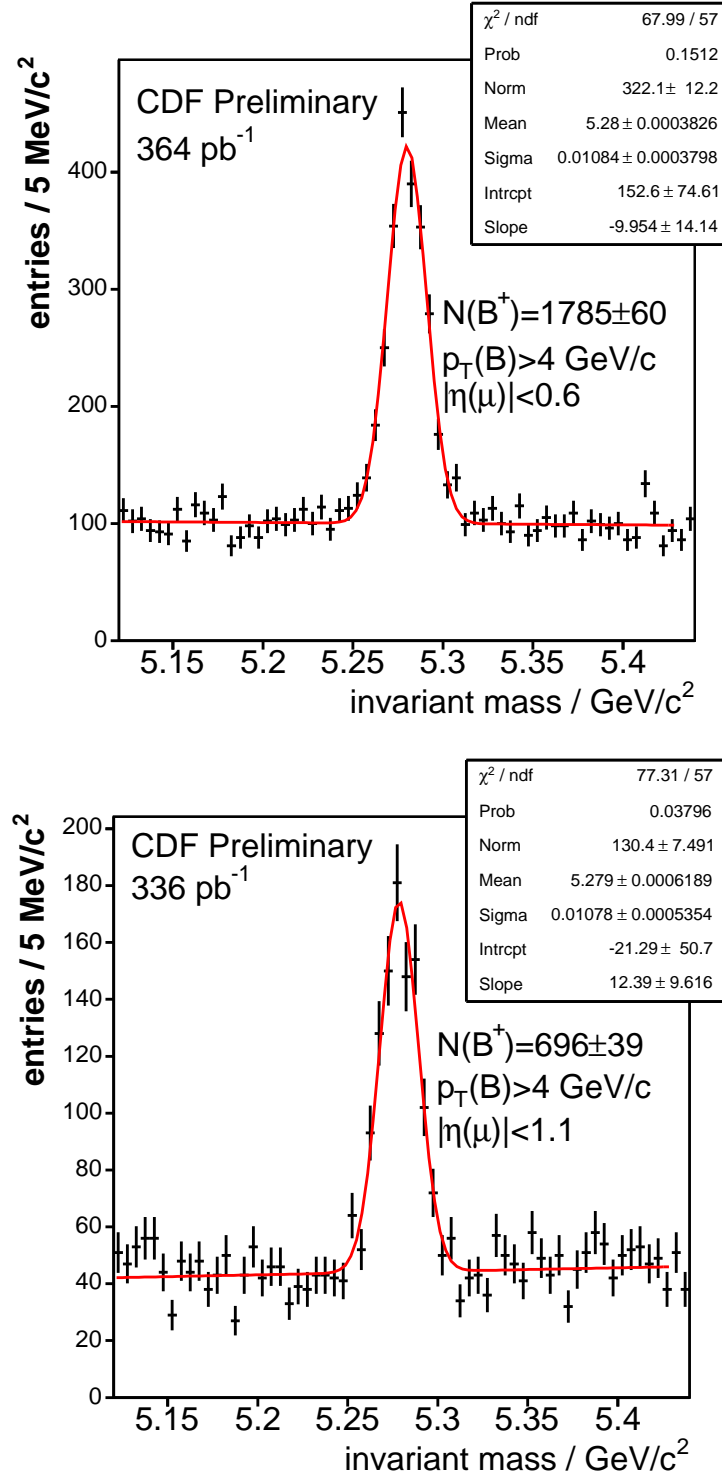 χ² / ndf 67.99 / 57
Prob 0.1512
Norm 322.1± 12.2
Mean 5.28 ± 0.0003826
Sigma 0.01084 ± 0.0003798
Intrcpt 152.6 ± 74.61
Slope -9.954 ± 14.14
CDF Preliminary
364 pb⁻¹
N(B⁺)=1785±60
p_T(B)>4 GeV/c
|η(μ)|<0.6
entries / 5 MeV/c²
400
300
200
100
0
5.15 5.2 5.25 5.3 5.35 5.4
invariant mass / GeV/c²
χ² / ndf 77.31 / 57
Prob 0.03796
Norm 130.4 ± 7.491
Mean 5.279 ± 0.0006189
Sigma 0.01078 ± 0.0005354
Intrcpt -21.29 ± 50.7
Slope 12.39 ± 9.616
CDF Preliminary
336 pb⁻¹
N(B⁺)=696±39
p_T(B)>4 GeV/c
|η(μ)|<1.1
entries / 5 MeV/c²
200
180
160
140
120
100
80
60
40
20
0
5.15 5.2 5.25 5.3 5.35 5.4
invariant mass / GeV/c²